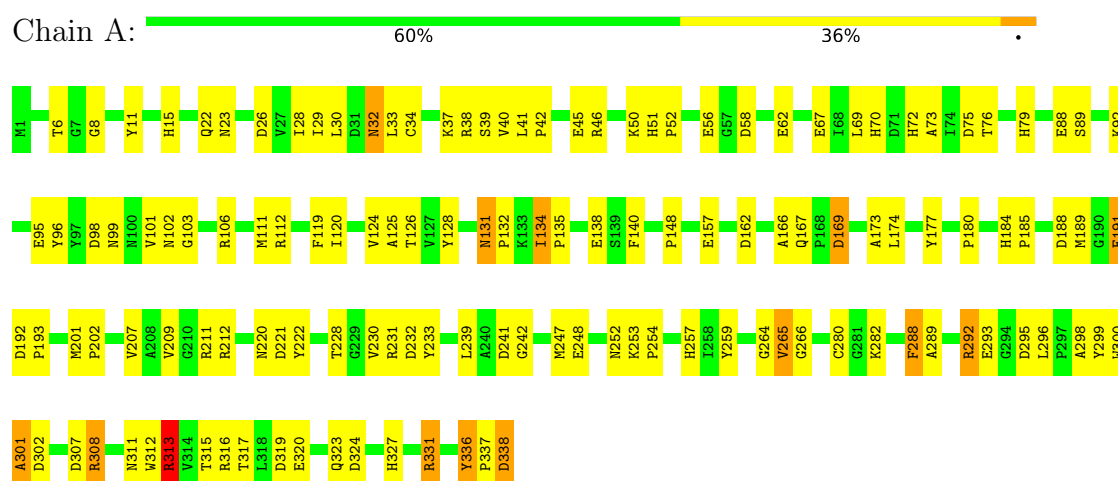 Chain A:
60% 36% •
M1 T6 G7 G8 Y11 H15 Q22 N23 D26 V27 I28 I29 L30 D31 N32 L33 C34 K37 R38 S39 V40 L41 P42 E45 R46 K50 H51 P52 E56 G57 D58 E62 E67 I68 L69 H70 D71 H72 A73 I74 D75 T76 H79 E88 S89 K92
E95 Y96 Y97 D98 N99 N100 V101 N102 G103 R106 M111 R112 F119 I120 V124 A125 T126 V127 Y128 N131 P132 K133 I134 P135 E138 S139 F140 P148 E157 D162 A166 Q167 P168 D169 A173 L174 Y177 P180 H184 P185 D188 M189 G190 E191
D192 P193 M201 P202 V207 A208 V209 G210 R211 R212 N220 D221 Y222 T228 G229 V230 R231 D232 Y233 L239 A240 D241 G242 M247 E248 N252 K253 P254 H257 I258 Y259 G264 V265 G266 C280 G281 K282 F288 A289 R292 E293 G294 D295 L296 P297 A298 Y299 W300
A301 D302 D307 R308 N311 W312 R313 V314 T315 R316 T317 L318 D319 E320 Q323 D324 H327 R331 Y336 P337 D338